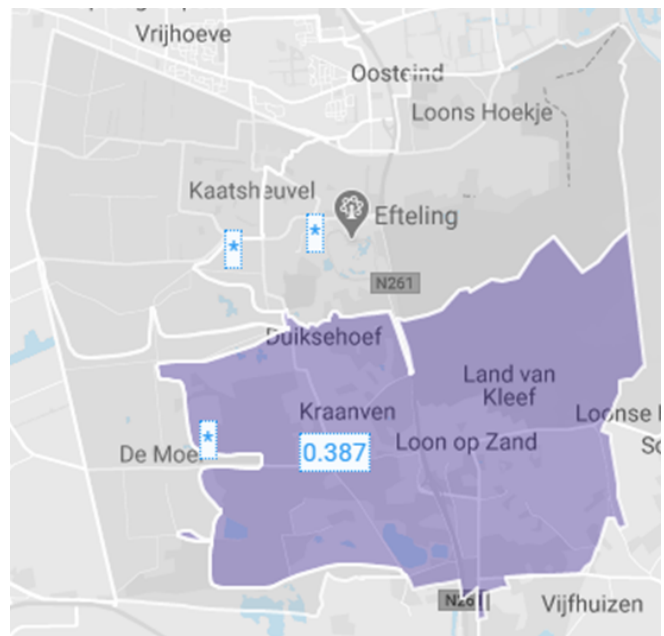 Vrijhoeve
Oosteind
Loons Hoekje
Kaatsheuvel
Efteling
*
*
N261
Duiksehoef
Land van
Kleef
Kraanven
Loonse
*
De Moer
0.387
Loon op Zand
Vijfhuizen